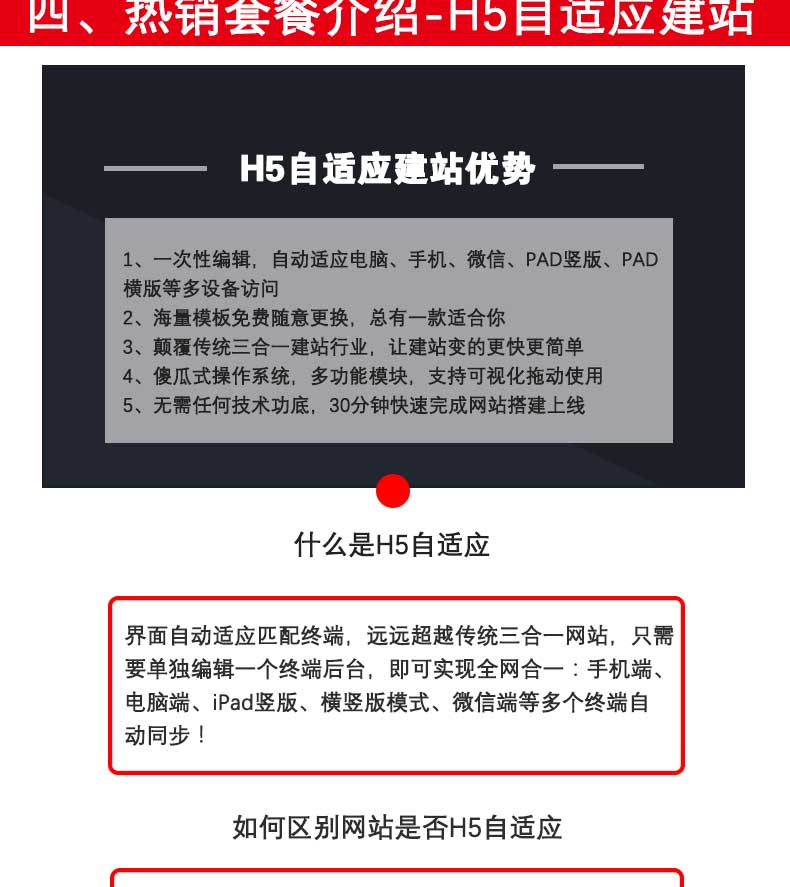 四、热销套餐介绍-H5自适应建站
H5自适应建站优势
1、一次性编辑，自动适应电脑、手机、微信、PAD竖版、PAD
横版等多设备访问
2、海量模板免费随意更换，总有一款适合你
3、颠覆传统三合一建站行业，让建站变的更快更简单
4、傻瓜式操作系统，多功能模块，支持可视化拖动使用
5、无需任何技术功底，30分钟快速完成网站搭建上线
什么是H5自适应
界面自动适应匹配终端，远远超越传统三合一网站，只需
要单独编辑一个终端后台，即可实现全网合一：手机端、
电脑端、iPad竖版、横竖版模式、微信端等多个终端自
动同步！
如何区别网站是否H5自适应